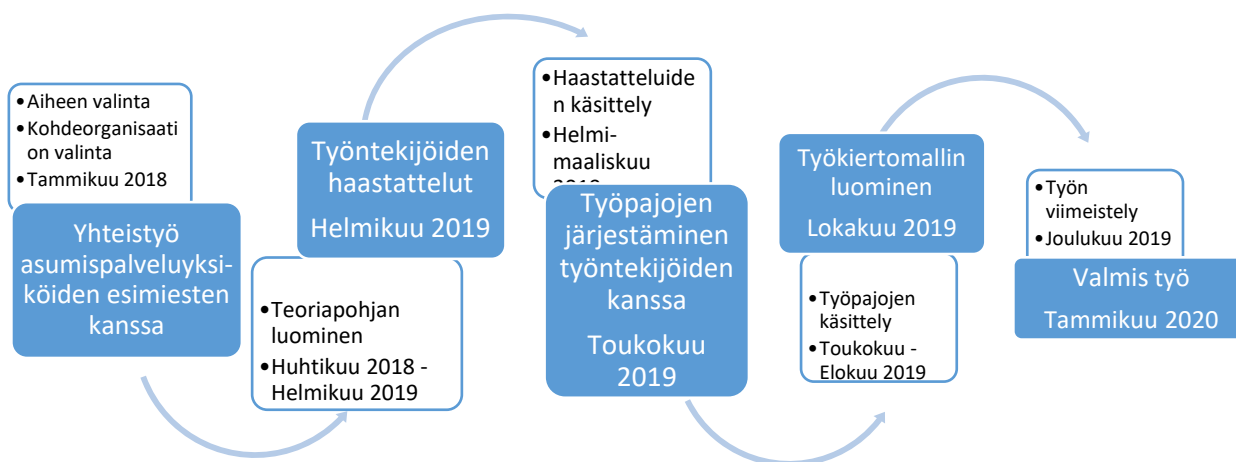 •Aiheen valinta
•Kohdeorganisaati
on valinta
•Tammikuu 2018
Yhteistyö
asumispalveluyksi-
köiden esimiesten
kanssa
Työntekijöiden
haastattelut
Helmikuu 2019
•Teoriapohjan
luominen
•Huhtikuu 2018 -
Helmikuu 2019
•Haastatteluide
n käsittely
•Helmi-
maaliskuu
Työpajojen
järjestäminen
työntekijöiden
kanssa
Toukokuu
2019
Työkiertomallin
luominen
Lokakuu 2019
•Työpajojen
käsittely
•Toukokuu -
Elokuu 2019
•Työn
viimeistely
•Joulukuu 2019
Valmis työ
Tammikuu 2020